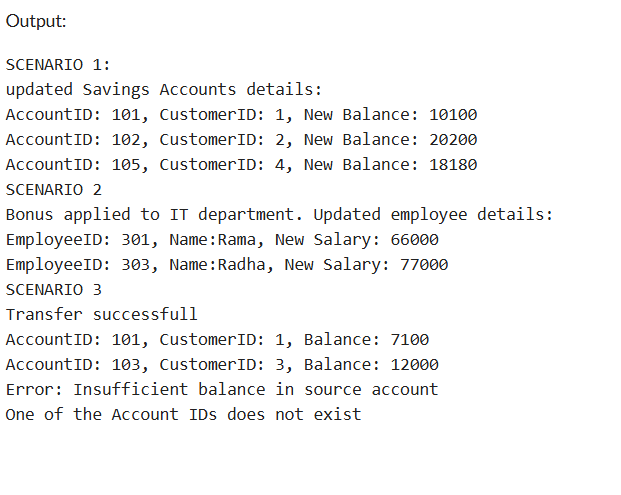 Output:
SCENARIO 1:
updated Savings Accounts details:
AccountID: 101, CustomerID: 1, New Balance: 10100
AccountID: 102, CustomerID: 2, New Balance: 20200
AccountID: 105, CustomerID: 4, New Balance: 18180
SCENARIO 2
Bonus applied to IT department. Updated employee details:
EmployeeID: 301, Name:Rama, New Salary: 66000
EmployeeID: 303, Name:Radha, New Salary: 77000
SCENARIO 3
Transfer successfull
AccountID: 101, CustomerID: 1, Balance: 7100
AccountID: 103, CustomerID: 3, Balance: 12000
Error: Insufficient balance in source account
One of the Account IDs does not exist